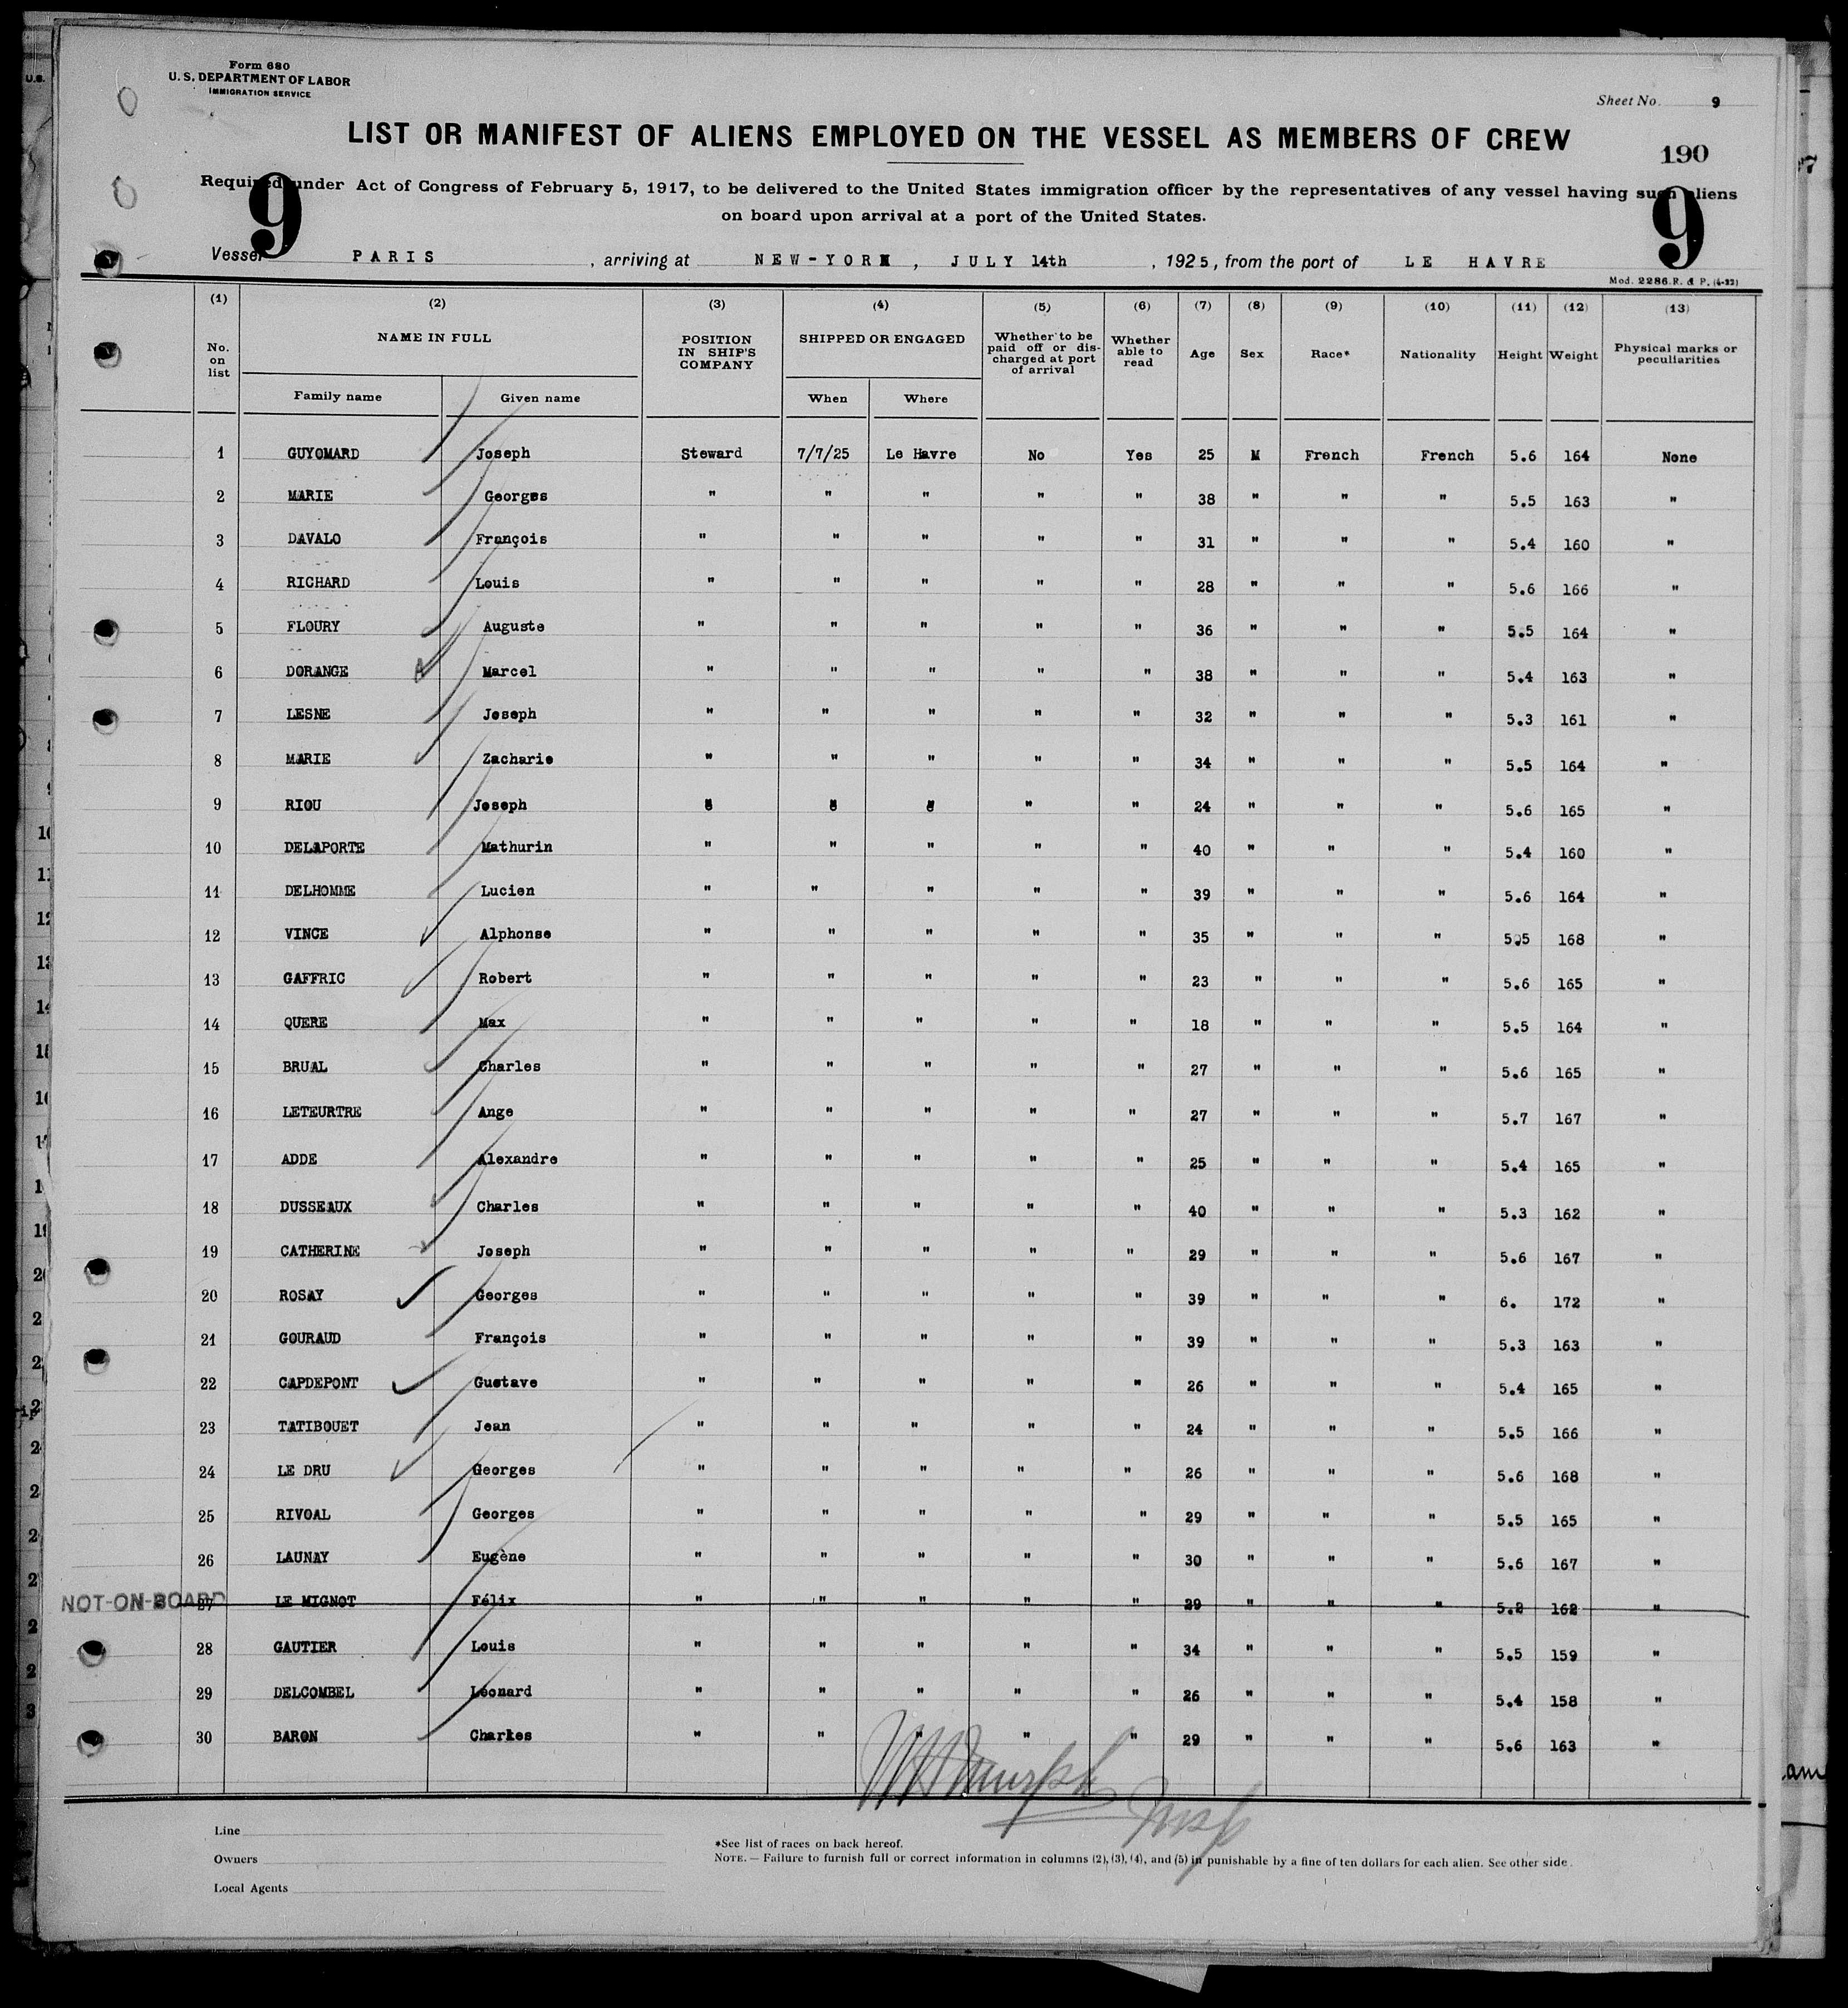 Form 680
U. S. DEPARTMENT OF LABOR
IMMIGRATION SERVICE
Sheet No. 9
LIST OR MANIFEST OF ALIENS EMPLOYED ON THE VESSEL AS MEMBERS OF CREW
190
Required under Act of Congress of February 5, 1917, to be delivered to the United States immigration officer by the representatives of any vessel having such aliens
on board upon arrival at a port of the United States.
9 9
Vessel PARIS , arriving at NEW-YORK , JULY 14th , 1925, from the port of LE HAVRE
Mod. 2286. R. & P. (4-22)
(1) (2) (3) (4) (5) (6) (7) (8) (9) (10) (11) (12) (13)
No. on list NAME IN FULL POSITION IN SHIP'S COMPANY SHIPPED OR ENGAGED Whether to be paid off or discharged at port of arrival Whether able to read Age Sex Race* Nationality Height Weight Physical marks or peculiarities
Family name Given name When Where
1 GUYOMARD Joseph Steward 7/7/25 Le Havre No Yes 25 M French French 5.6 164 None
2 MARIE Georges " " " " " 38 " " " 5.5 163 "
3 DAVALO François " " " " " 31 " " " 5.4 160 "
4 RICHARD Louis " " " " " 28 " " " 5.6 166 "
5 FLOURY Auguste " " " " " 36 " " " 5.5 164 "
6 DORANGE Marcel " " " " " 38 " " " 5.4 163 "
7 LESNE Joseph " " " " " 32 " " " 5.3 161 "
8 MARIE Zacharie " " " " " 34 " " " 5.5 164 "
9 RIOU Joseph " " " " " 24 " " " 5.6 165 "
10 DELAPORTE Mathurin " " " " " 40 " " " 5.4 160 "
11 DELHOMME Lucien " " " " " 39 " " " 5.6 164 "
12 VINCE Alphonse " " " " " 35 " " " 5.5 168 "
13 GAFFRIC Robert " " " " " 23 " " " 5.6 165 "
14 QUERE Max " " " " " 18 " " " 5.5 164 "
15 BRUAL Charles " " " " " 27 " " " 5.6 165 "
16 LETEURTRE Ange " " " " " 27 " " " 5.7 167 "
17 ADDE Alexandre " " " " " 25 " " " 5.4 165 "
18 DUSSEAUX Charles " " " " " 40 " " " 5.3 162 "
19 CATHERINE Joseph " " " " " 29 " " " 5.6 167 "
20 ROSAY Georges " " " " " 39 " " " 6. 172 "
21 GOURAUD François " " " " " 39 " " " 5.3 163 "
22 CAPDEPONT Gustave " " " " " 26 " " " 5.4 165 "
23 TATIBOUET Jean " " " " " 24 " " " 5.5 166 "
24 LE DRU Georges " " " " " 26 " " " 5.6 168 "
25 RIVOAL Georges " " " " " 29 " " " 5.5 165 "
26 LAUNAY Eugène " " " " " 30 " " " 5.6 167 "
NOT-ON-BOARD 27 LE MIGNOT Félix " " " " " 29 " " " 5.2 162 "
28 GAUTIER Louis " " " " " 34 " " " 5.5 159 "
29 DELCOMBEL Léonard " " " " " 26 " " " 5.4 158 "
30 BARON Charles " " " " " 29 " " " 5.6 163 "
Line
Owners
Local Agents
*See list of races on back hereof.
NOTE. — Failure to furnish full or correct information in columns (2), (3), (4), and (5) in punishable by a fine of ten dollars for each alien. See other side.